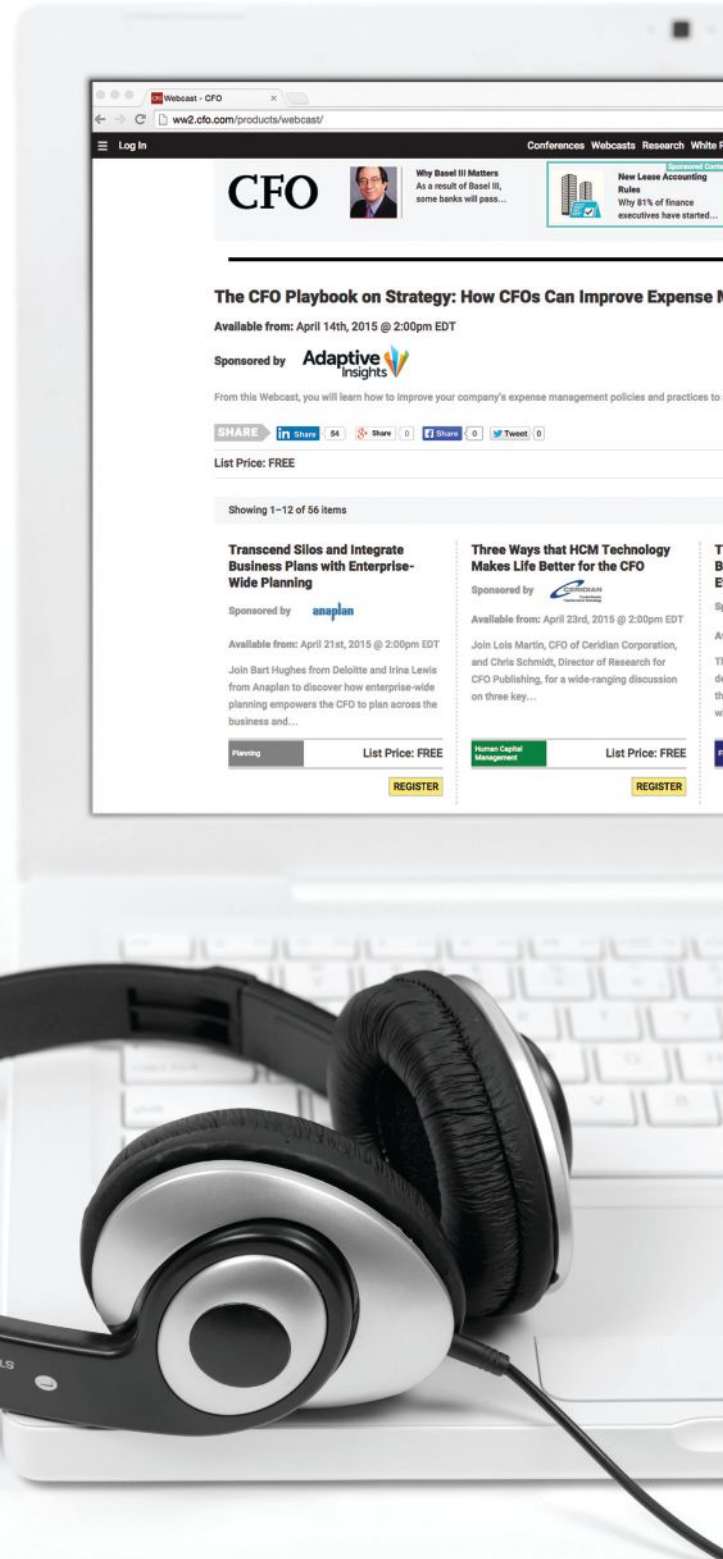 Webcast - CFO
ww2.cfo.com/products/webcast/
Log In
Conferences Webcasts Research White
CFO
Why Basel III Matters
As a result of Basel III,
some banks will pass...
Sponsored
New Lease Accounting
Rules
Why 81% of finance
executives have started...
The CFO Playbook on Strategy: How CFOs Can Improve Expense M
Available from: April 14th, 2015 @ 2:00pm EDT
Sponsored by Adaptive
Insights
From this Webcast, you will learn how to improve your company's expense management policies and practices to
SHARE in Share 54 g+ Share 0 f Share 0 Tweet 0
List Price: FREE
Showing 1–12 of 56 items
Transcend Silos and Integrate
Business Plans with Enterprise-
Wide Planning
Sponsored by anaplan
Available from: April 21st, 2015 @ 2:00pm EDT
Join Bart Hughes from Deloitte and Irina Lewis
from Anaplan to discover how enterprise-wide
planning empowers the CFO to plan across the
business and...
Planning List Price: FREE
REGISTER
Three Ways that HCM Technology
Makes Life Better for the CFO
Sponsored by CERIDIAN
Available from: April 23rd, 2015 @ 2:00pm EDT
Join Lois Martin, CFO of Ceridian Corporation,
and Chris Schmidt, Director of Research for
CFO Publishing, for a wide-ranging discussion
on three key...
Human Capital
Management List Price: FREE
REGISTER
shift